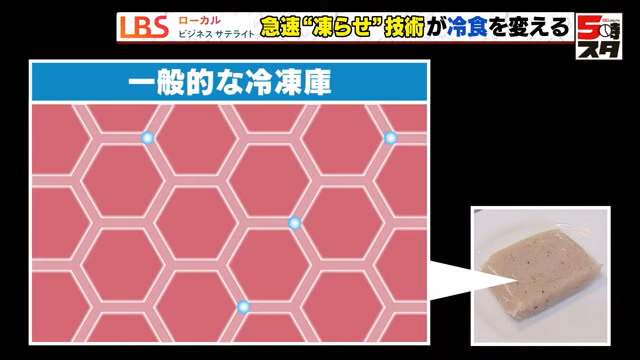 LBS
ローカル
ビジネス サテライト
急速“凍らせ”技術が冷食を変える
5時
スタ
一般的な冷凍庫